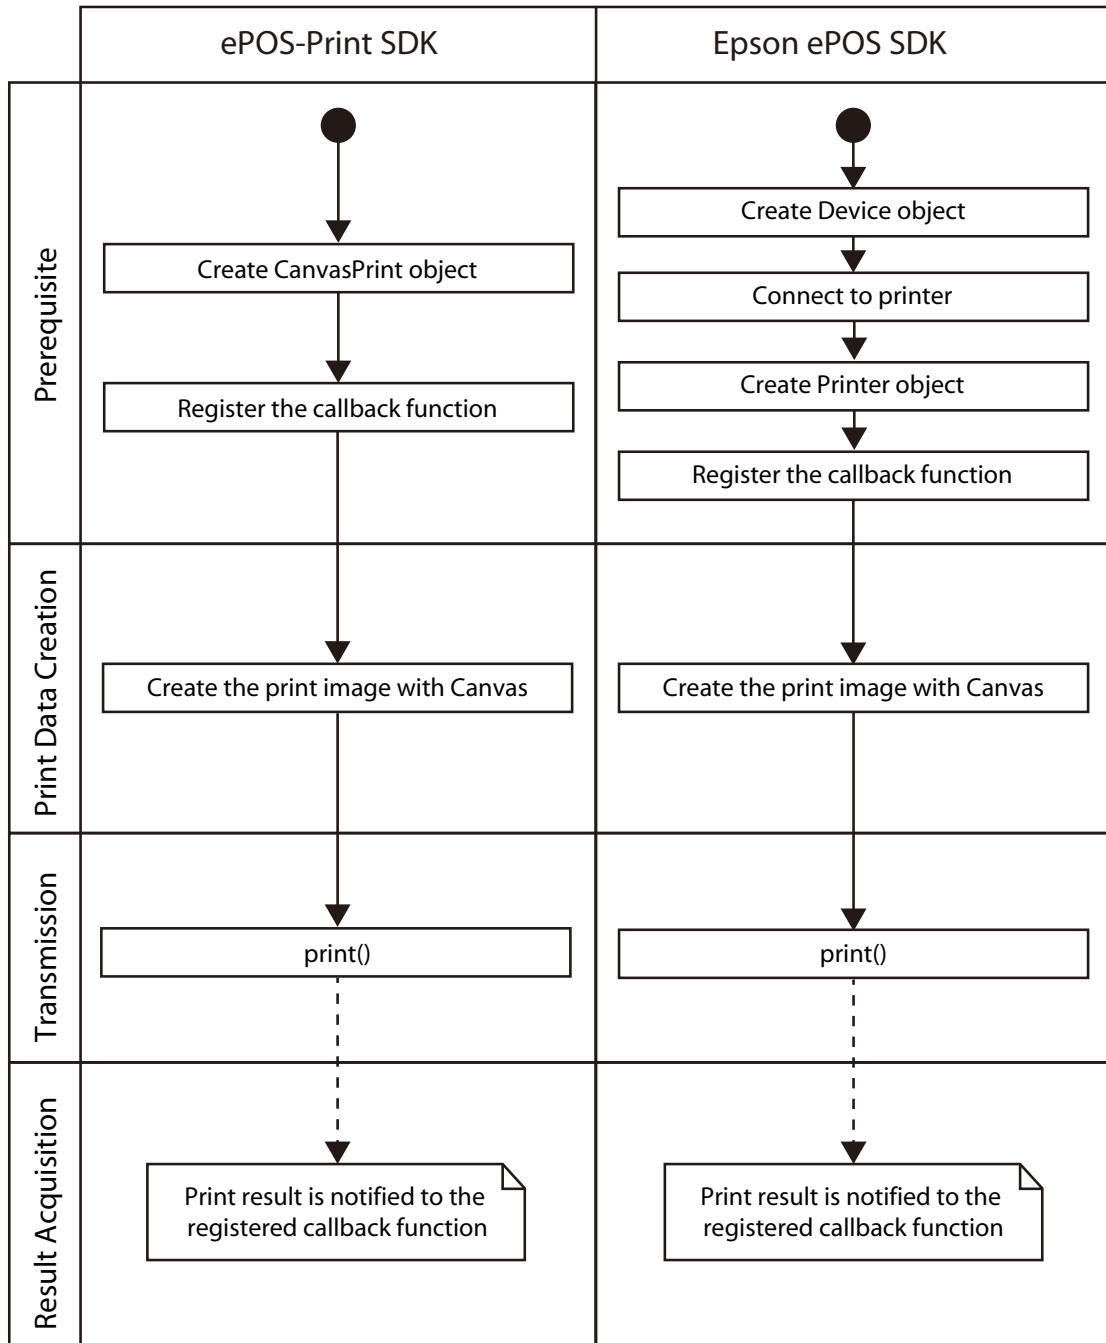 ePOS-Print SDK
Epson ePOS SDK
Prerequisite
Create CanvasPrint object
Register the callback function
Create Device object
Connect to printer
Create Printer object
Register the callback function
Print Data Creation
Create the print image with Canvas
Create the print image with Canvas
Transmission
print()
print()
Result Acquisition
Print result is notified to the
registered callback function
Print result is notified to the
registered callback function